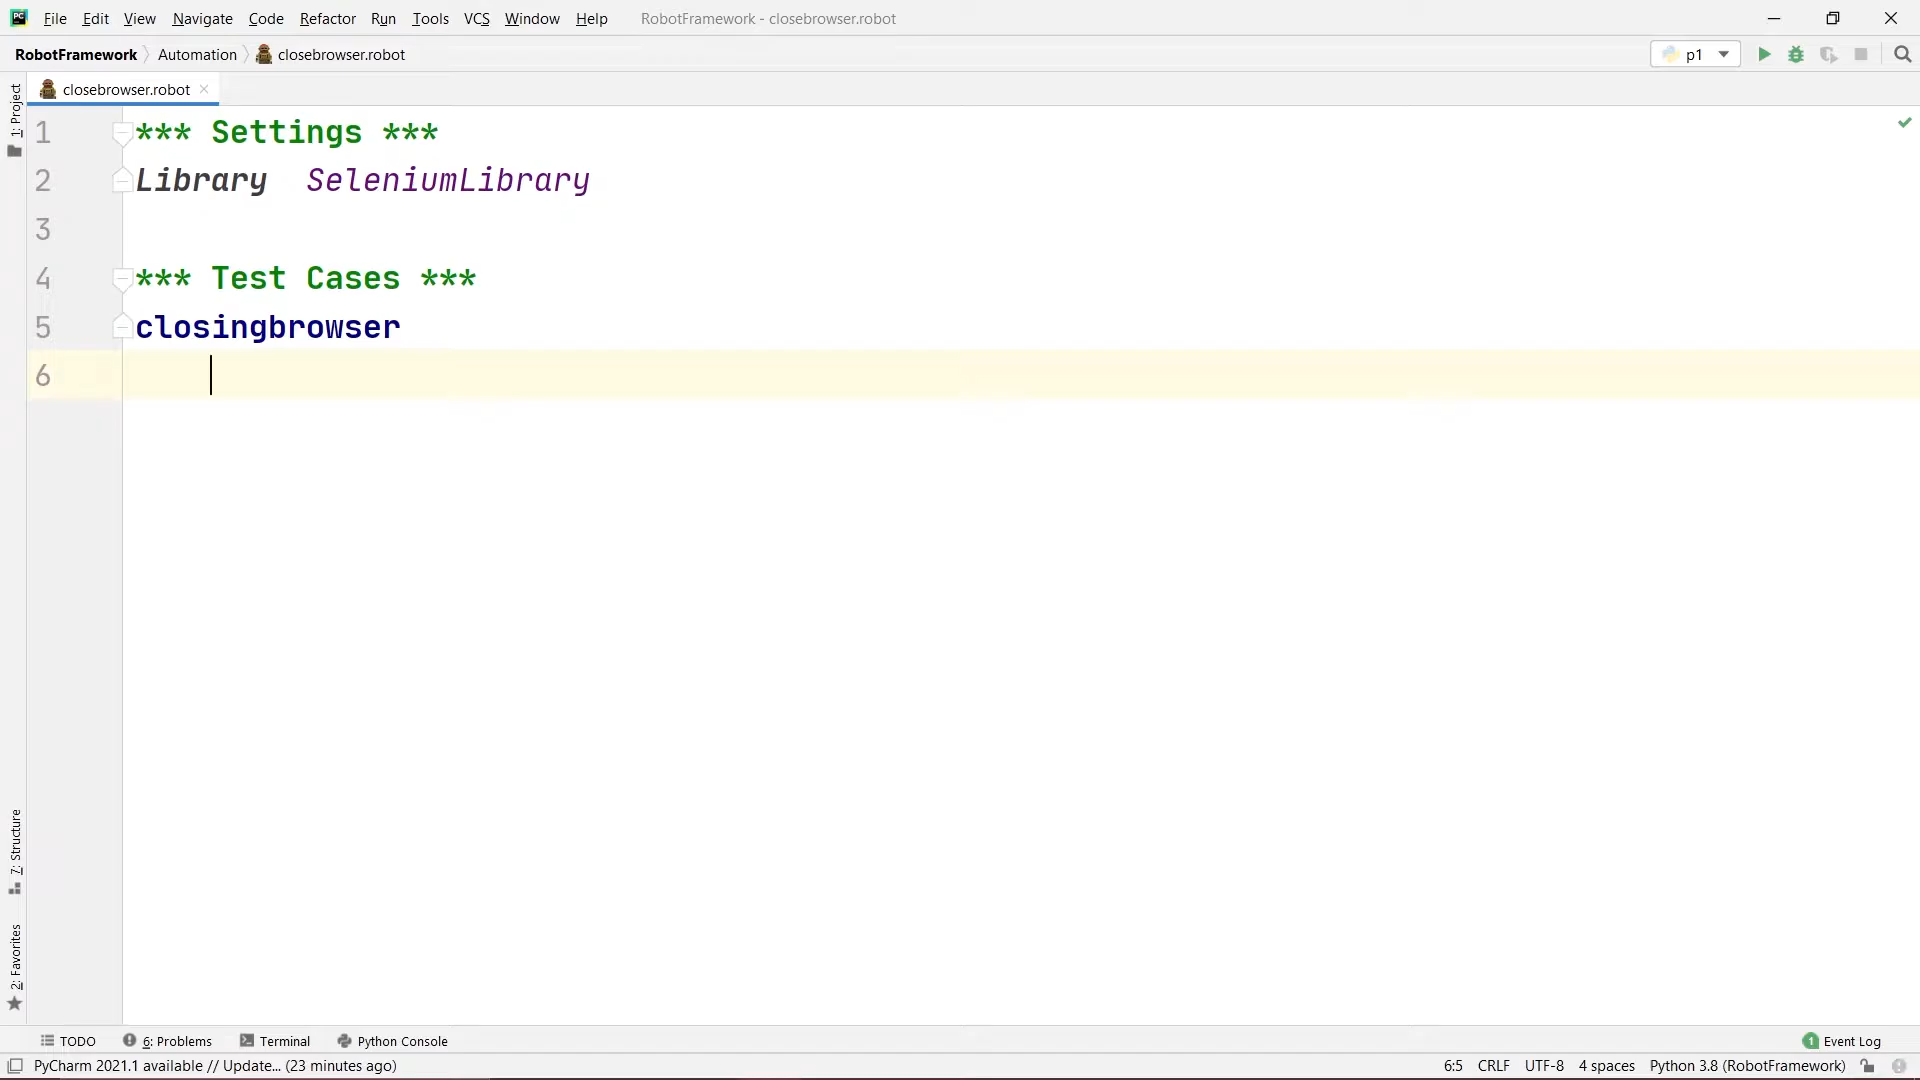 PC File Edit View Navigate Code Refactor Run Tools VCS Window Help RobotFramework - closebrowser.robot
RobotFramework Automation closebrowser.robot p1
closebrowser.robot
1: Project
1 *** Settings ***
2 Library  SeleniumLibrary
3
4 *** Test Cases ***
5 closingbrowser
6
7: Structure
2: Favorites
TODO 6: Problems Terminal Python Console 1 Event Log
PyCharm 2021.1 available // Update... (23 minutes ago) 6:5 CRLF UTF-8 4 spaces Python 3.8 (RobotFramework)